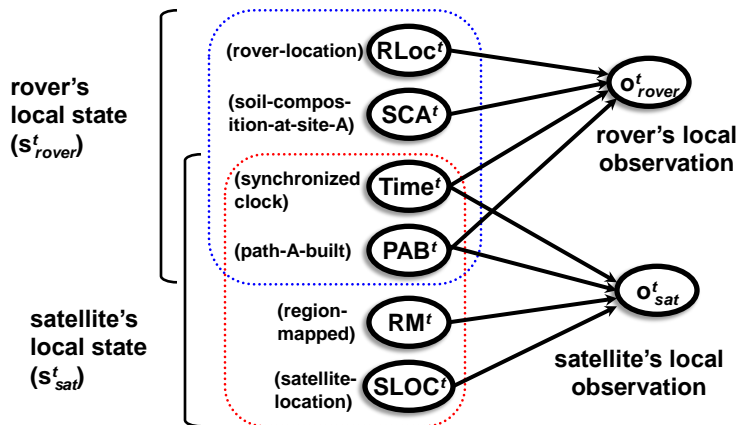 rover's
local state
(s^t_rover)
satellite's
local state
(s^t_sat)
(rover-location)
RLoc^t
(soil-compos-
ition-at-site-A)
SCA^t
(synchronized
clock)
Time^t
(path-A-built)
PAB^t
(region-
mapped)
RM^t
(satellite-
location)
SLOC^t
o^t_rover
rover's local
observation
o^t_sat
satellite's local
observation